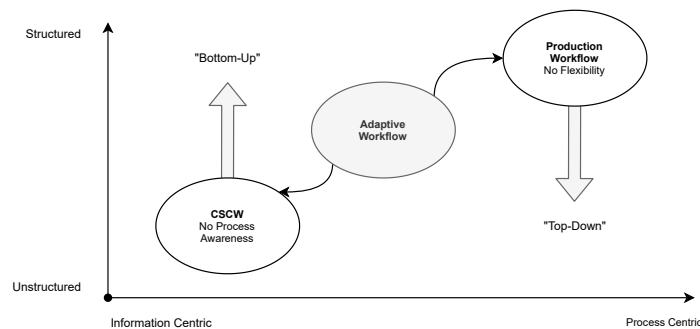 Structured
"Bottom-Up"
Production
Workflow
No Flexibility
Adaptive
Workflow
CSCW
No Process
Awareness
"Top-Down"
Unstructured
Information Centric
Process Centric